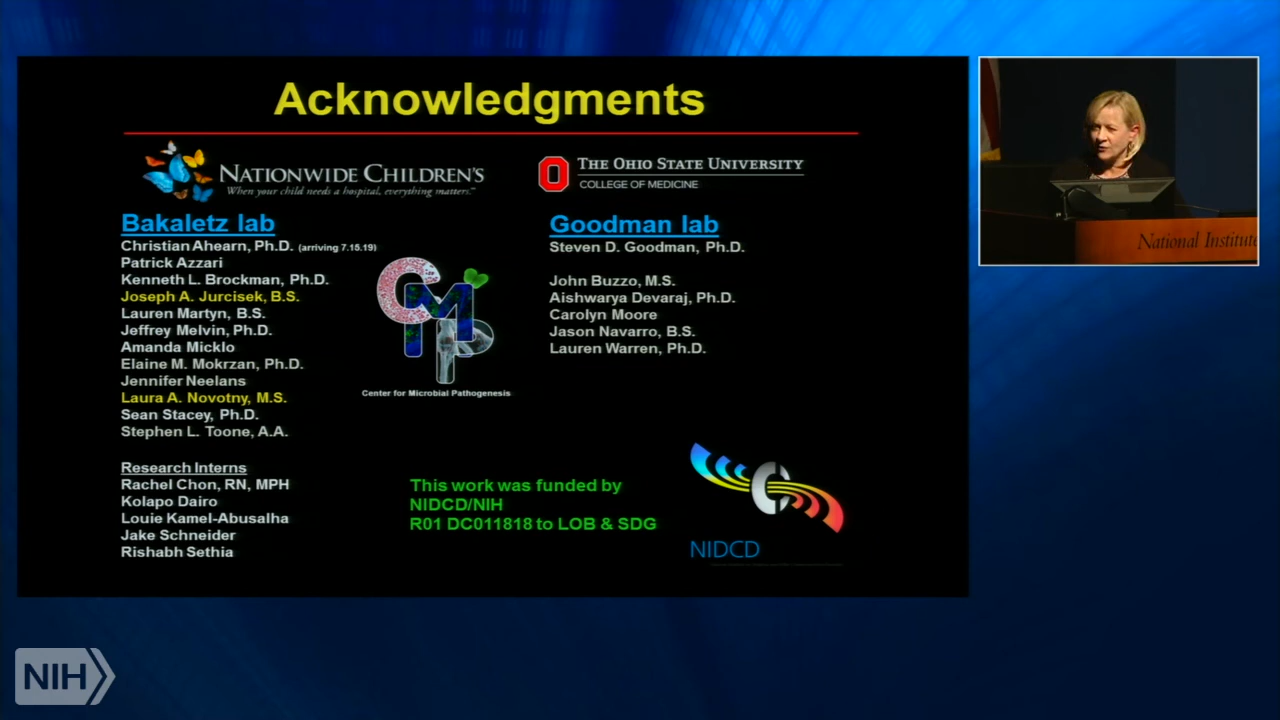 Acknowledgments
NATIONWIDE CHILDREN'S
When your child needs a hospital, everything matters.™
THE OHIO STATE UNIVERSITY
COLLEGE OF MEDICINE
Bakaletz lab
Christian Ahearn, Ph.D. (arriving 7.15.19)
Patrick Azzari
Kenneth L. Brockman, Ph.D.
Joseph A. Jurcisek, B.S.
Lauren Martyn, B.S.
Jeffrey Melvin, Ph.D.
Amanda Micklo
Elaine M. Mokrzan, Ph.D.
Jennifer Neelans
Laura A. Novotny, M.S.
Sean Stacey, Ph.D.
Stephen L. Toone, A.A.
Research Interns
Rachel Chon, RN, MPH
Kolapo Dairo
Louie Kamel-Abusalha
Jake Schneider
Rishabh Sethia
CMP
Center for Microbial Pathogenesis
Goodman lab
Steven D. Goodman, Ph.D.
John Buzzo, M.S.
Aishwarya Devaraj, Ph.D.
Carolyn Moore
Jason Navarro, B.S.
Lauren Warren, Ph.D.
This work was funded by
NIDCD/NIH
R01 DC011818 to LOB & SDG
NIDCD
National Institute
NIH